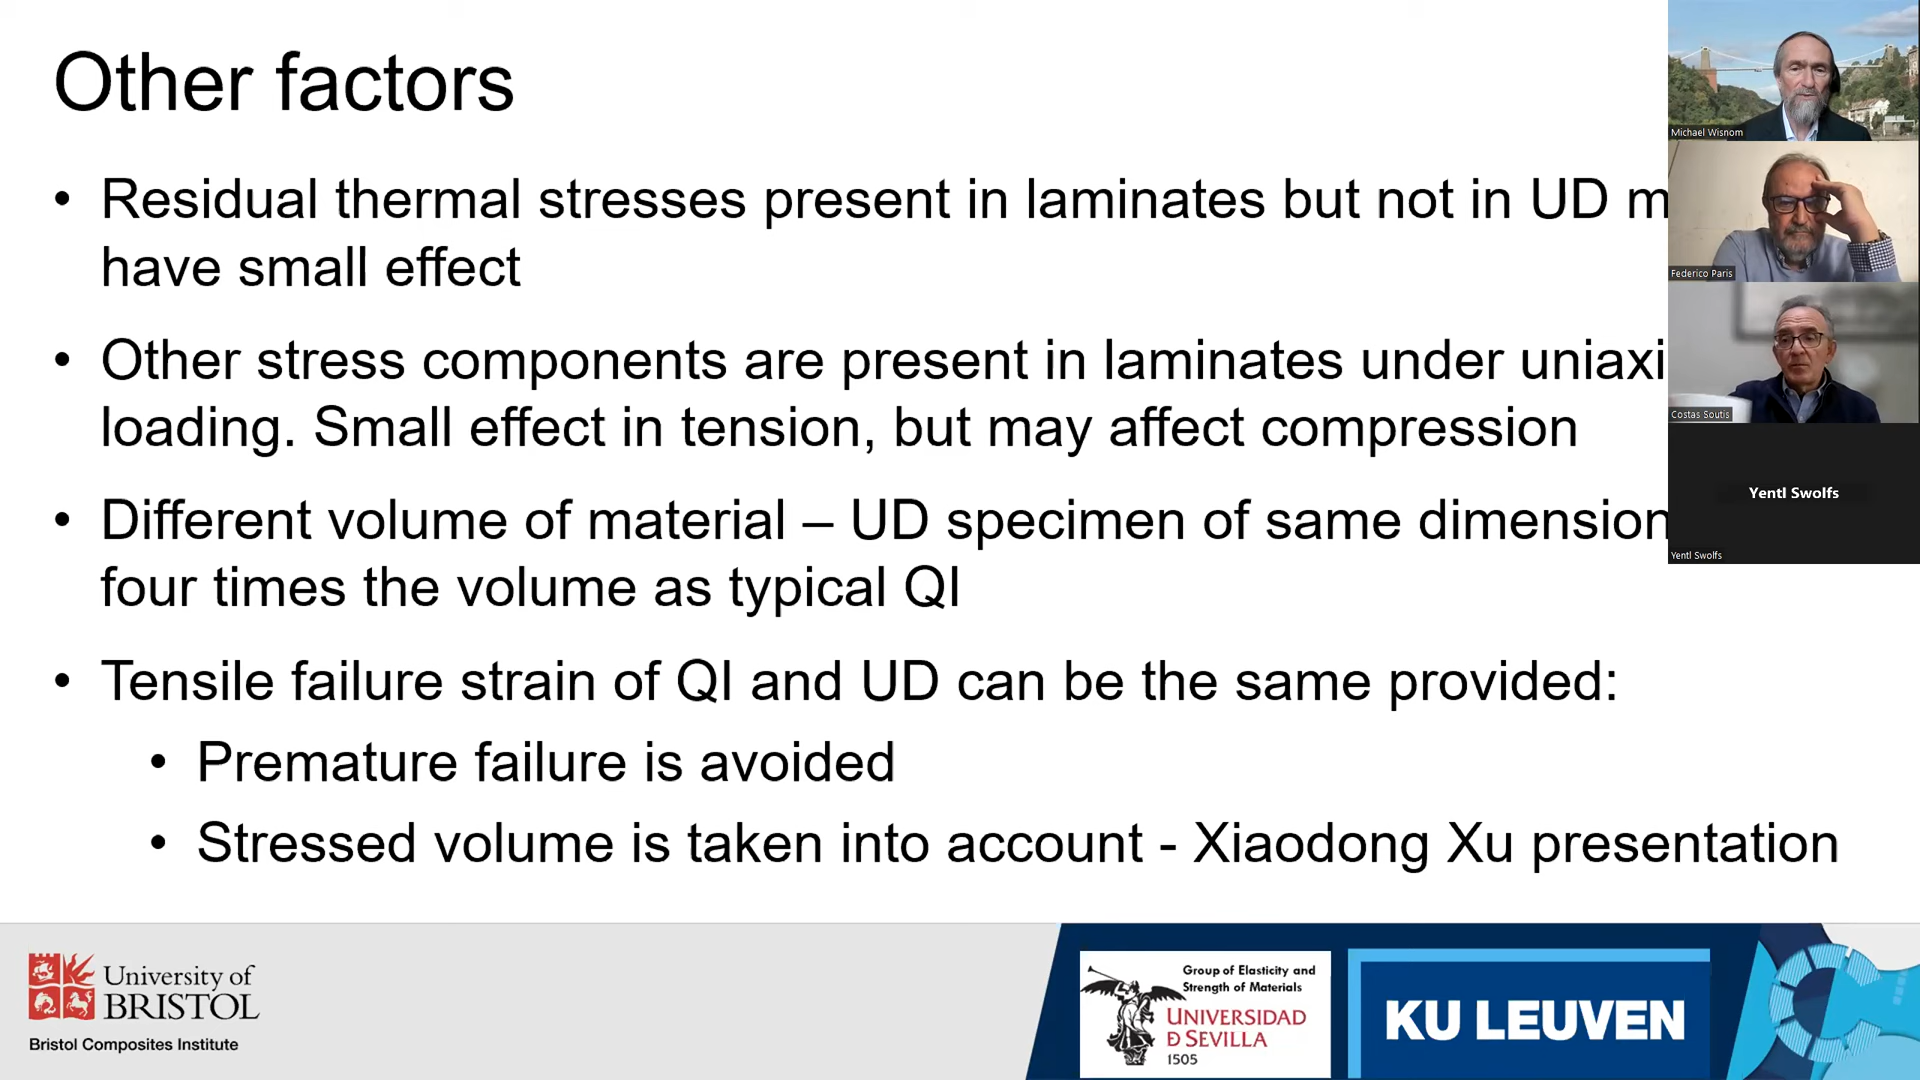 Other factors
• Residual thermal stresses present in laminates but not in UD
have small effect
• Other stress components are present in laminates under
loading. Small effect in tension, but may affect compression
• Different volume of material – UD specimen of same
four times the volume as typical QI
• Tensile failure strain of QI and UD can be the same provided:
• Premature failure is avoided
• Stressed volume is taken into account - Xiaodong Xu presentation
Michael Wisnom
Federico Paris
Costas Soutis
Yentl Swolfs
Yentl Swolfs
University of
BRISTOL
Bristol Composites Institute
Group of Elasticity and
Strength of Materials
UNIVERSIDAD
D SEVILLA
1505
KU LEUVEN